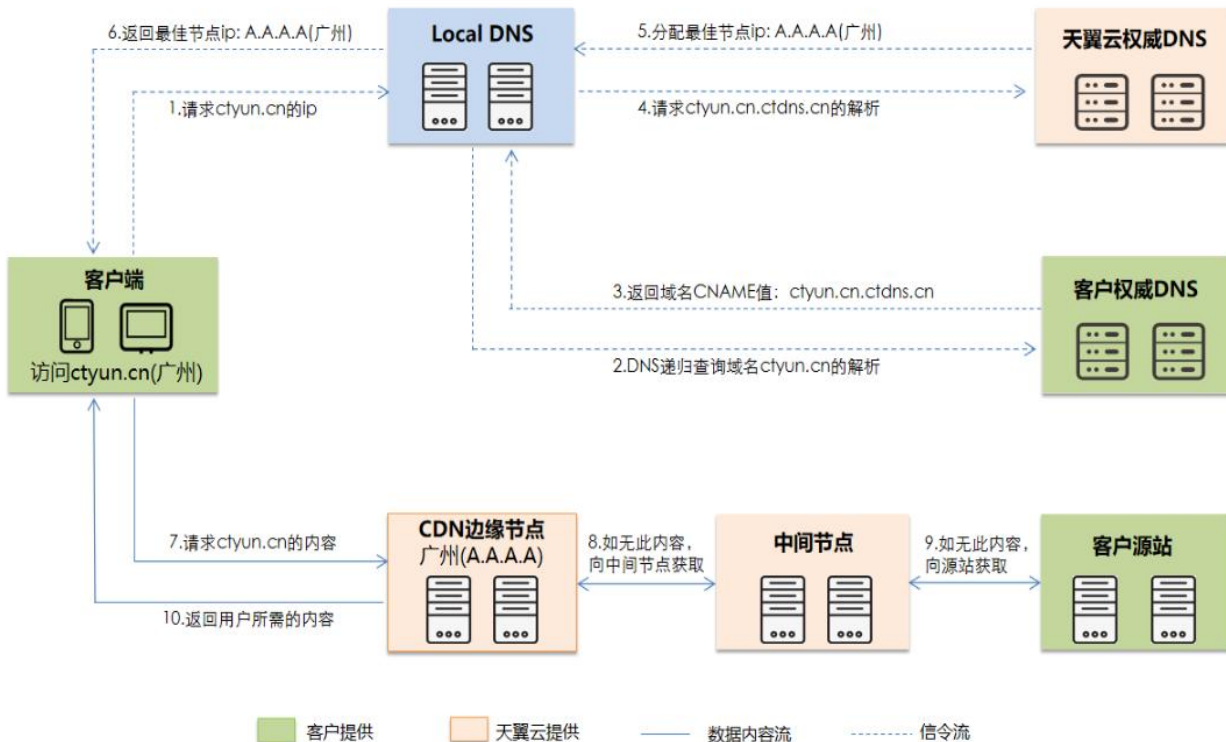 6.返回最佳节点ip: A.A.A.A(广州)
Local DNS
5.分配最佳节点ip: A.A.A.A(广州)
天翼云权威DNS
1.请求ctyun.cn的ip
4.请求ctyun.cn.ctdns.cn的解析
客户端
访问ctyun.cn(广州)
3.返回域名CNAME值：ctyun.cn.ctdns.cn
客户权威DNS
2.DNS递归查询域名ctyun.cn的解析
7.请求ctyun.cn的内容
CDN边缘节点
广州(A.A.A.A)
8.如无此内容，
向中间节点获取
中间节点
9.如无此内容，
向源站获取
客户源站
10.返回用户所需的内容
客户提供
天翼云提供
数据内容流
信令流